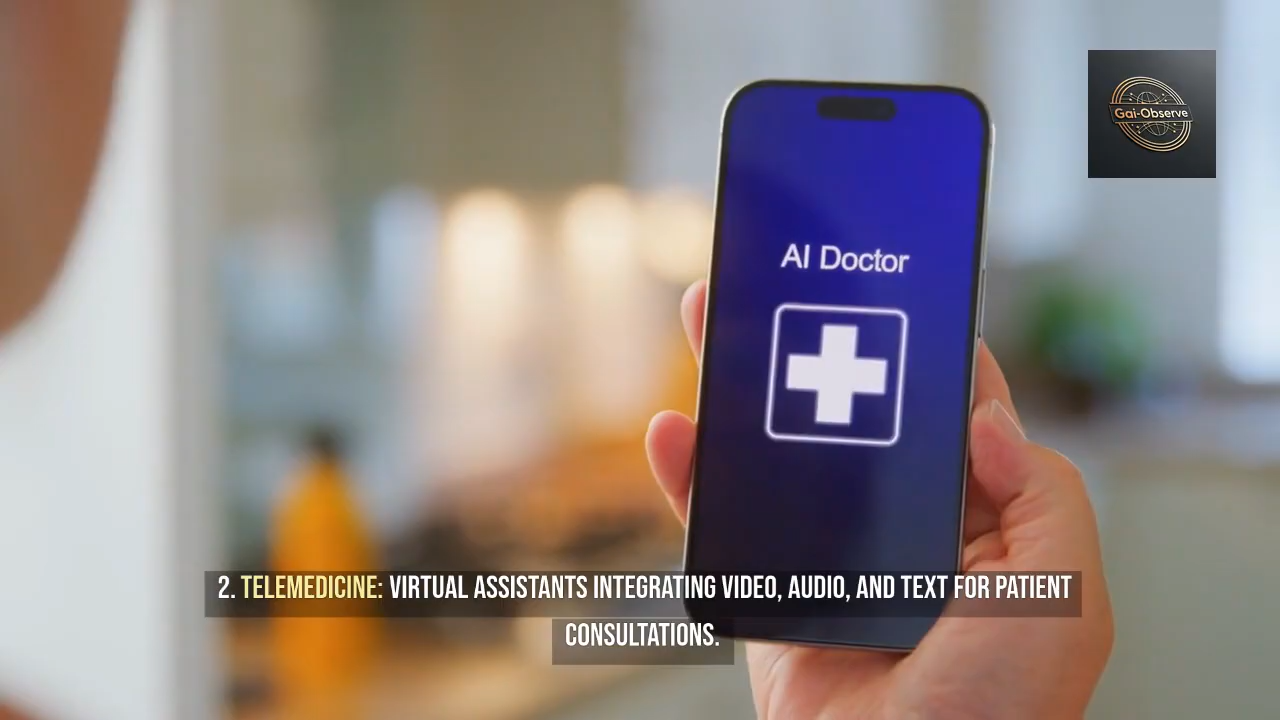 Gai-Observe
AI Doctor
2. TELEMEDICINE: VIRTUAL ASSISTANTS INTEGRATING VIDEO, AUDIO, AND TEXT FOR PATIENT
CONSULTATIONS.